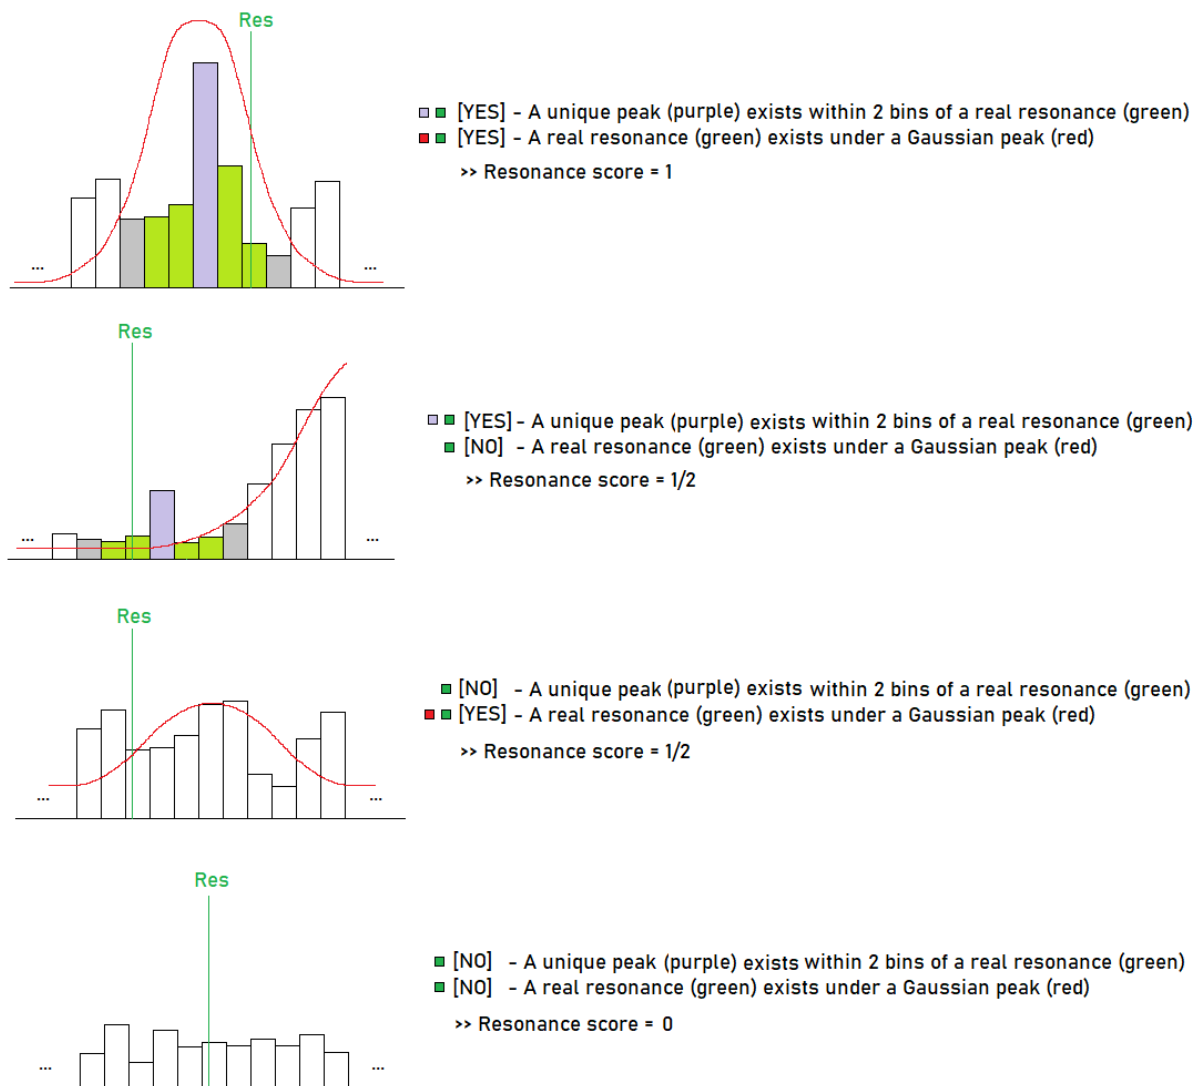 Res
[YES] - A unique peak (purple) exists within 2 bins of a real resonance (green)
[YES] - A real resonance (green) exists under a Gaussian peak (red)
>> Resonance score = 1
... ...
Res
[YES] - A unique peak (purple) exists within 2 bins of a real resonance (green)
[NO] - A real resonance (green) exists under a Gaussian peak (red)
>> Resonance score = 1/2
... ...
Res
[NO] - A unique peak (purple) exists within 2 bins of a real resonance (green)
[YES] - A real resonance (green) exists under a Gaussian peak (red)
>> Resonance score = 1/2
... ...
Res
[NO] - A unique peak (purple) exists within 2 bins of a real resonance (green)
[NO] - A real resonance (green) exists under a Gaussian peak (red)
>> Resonance score = 0
... ...